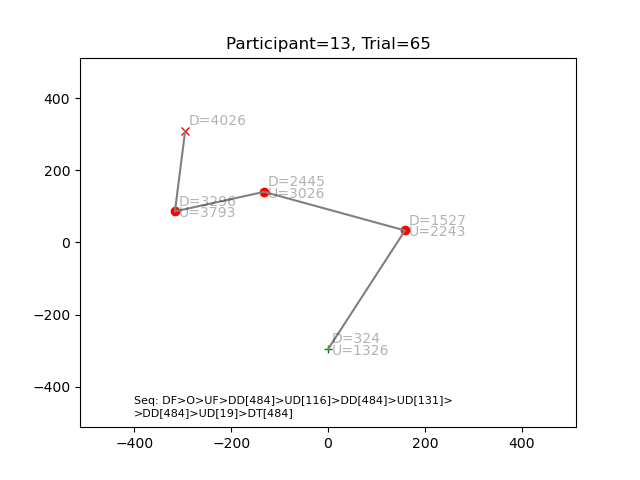 Participant=13, Trial=65
400
200
0
−200
−400
D=4026
D=2445
U=3026
D=3296
U=3793
D=1527
U=2243
D=324
U=1326
Seq: DF>O>UF>DD[484]>UD[116]>DD[484]>UD[131]>
>DD[484]>UD[19]>DT[484]
−400
−200
0
200
400